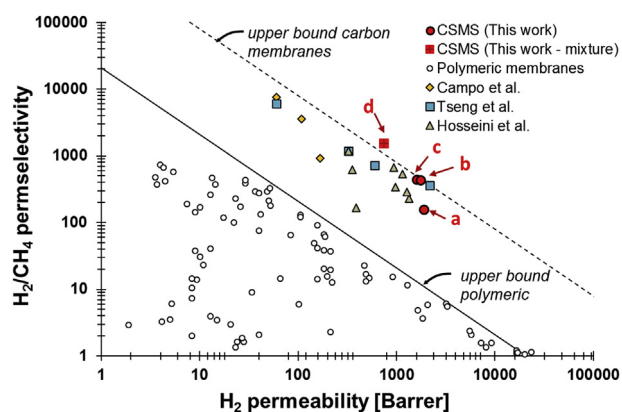 100000
10000
1000
100
10
1
H₂/CH₄ permselectivity
upper bound carbon
membranes
CSMS (This work)
CSMS (This work - mixture)
Polymeric membranes
Campo et al.
Tseng et al.
Hosseini et al.
d
c
b
a
upper bound
polymeric
1
10
100
1000
10000
100000
H₂ permeability [Barrer]